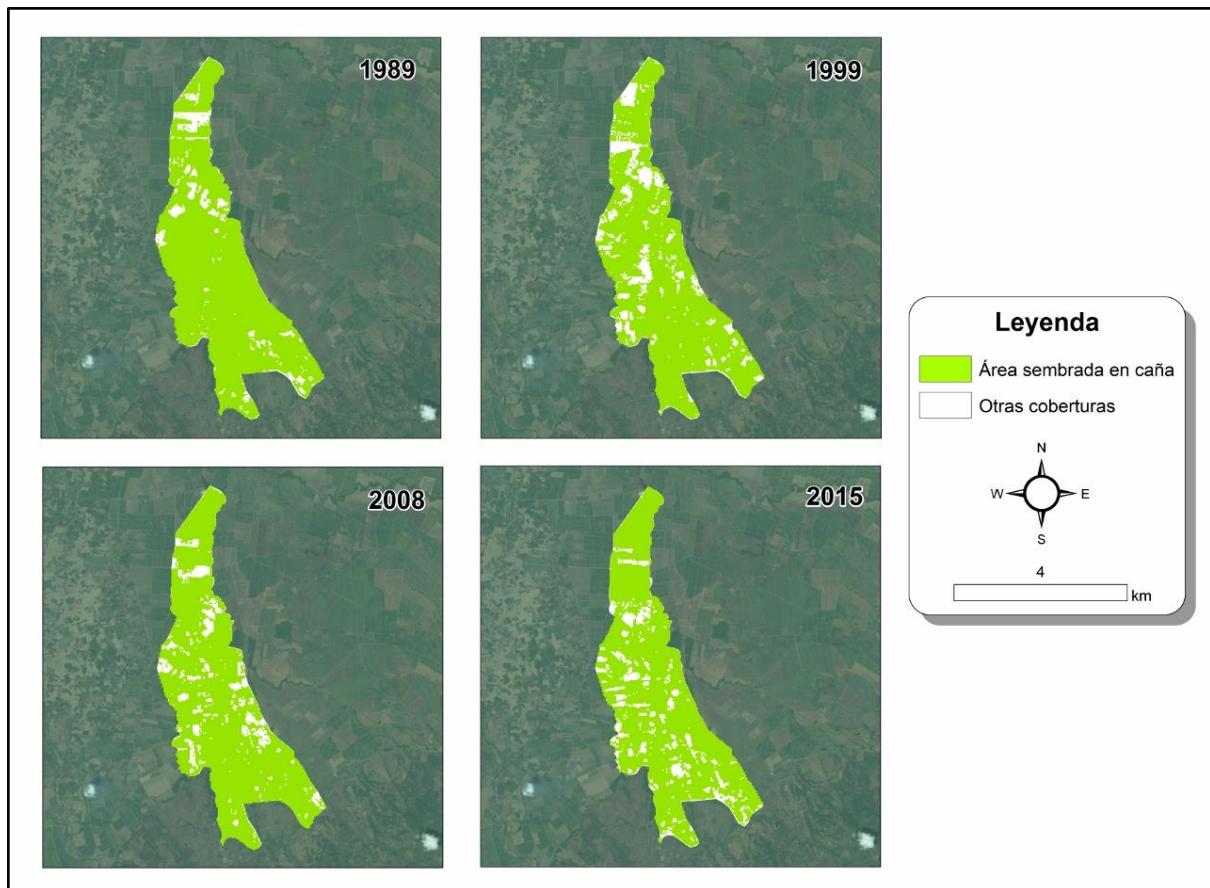 1989
1999
2008
2015
Leyenda
Área sembrada en caña
Otras coberturas
N
W E
S
4
km